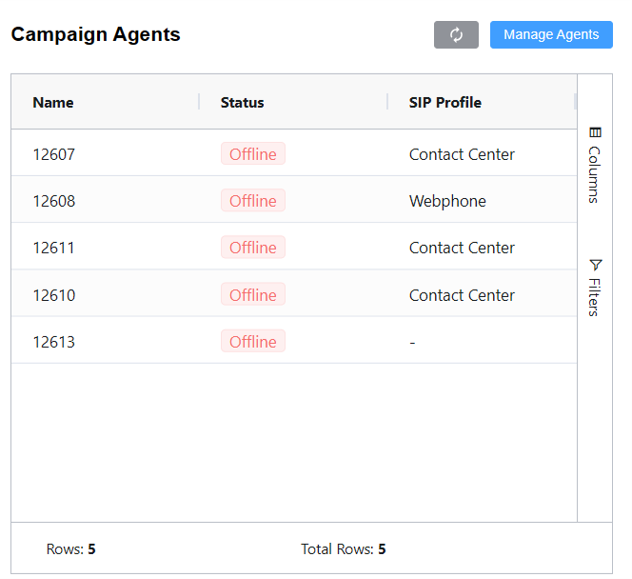 Campaign Agents
Manage Agents
Name Status SIP Profile
12607 Offline Contact Center
12608 Offline Webphone
12611 Offline Contact Center
12610 Offline Contact Center
12613 Offline -
Columns
Filters
Rows: 5 Total Rows: 5